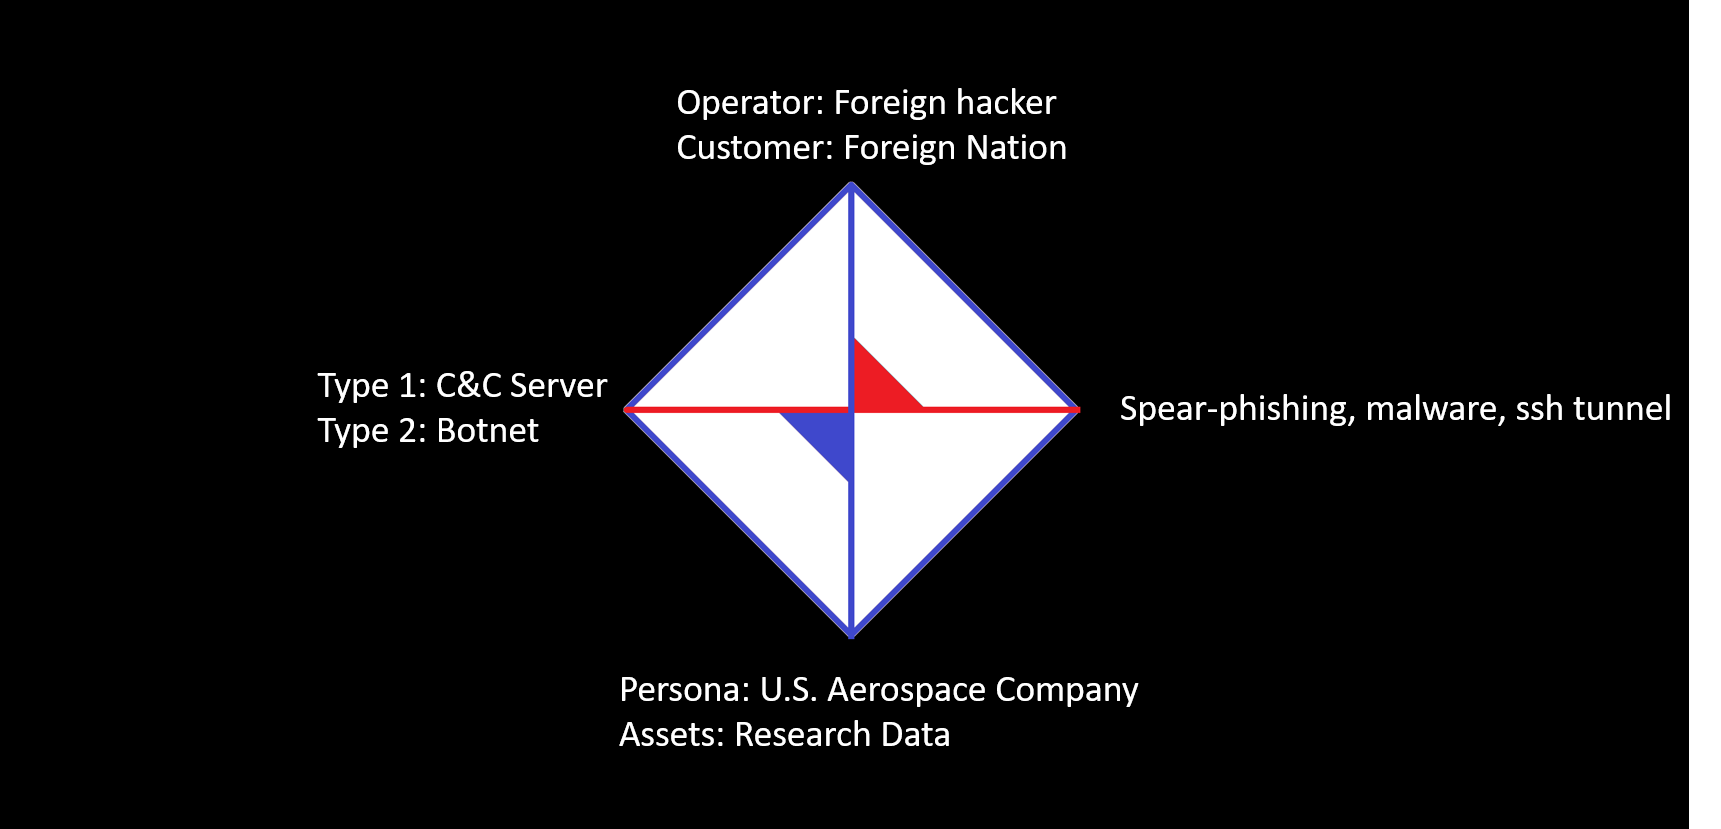 Operator: Foreign hacker
Customer: Foreign Nation
Type 1: C&C Server
Type 2: Botnet
Spear-phishing, malware, ssh tunnel
Persona: U.S. Aerospace Company
Assets: Research Data